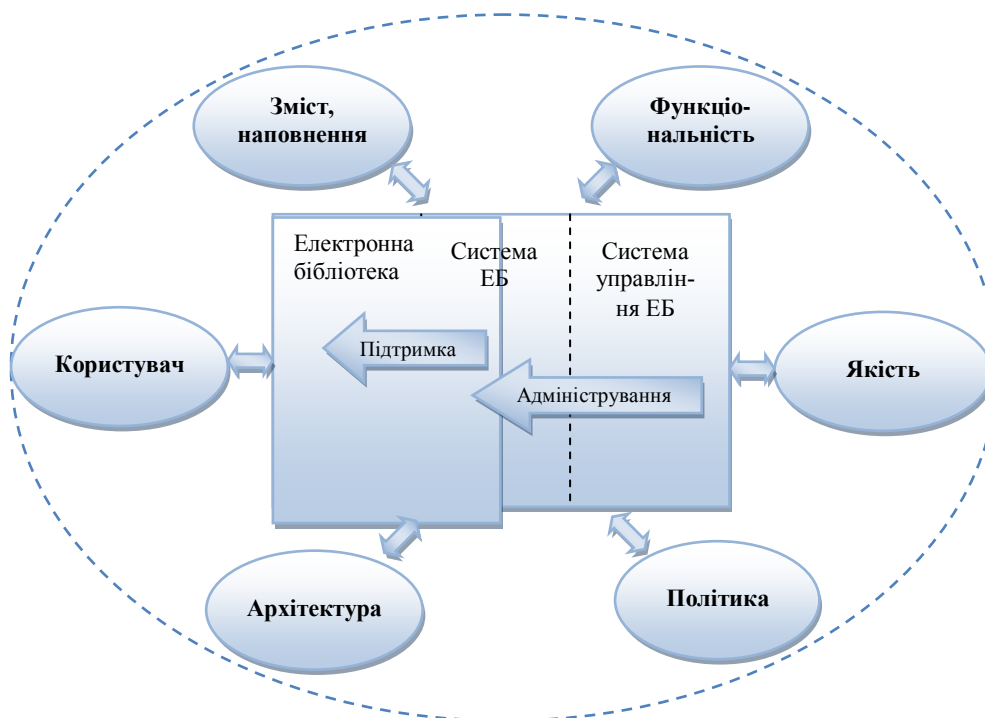 Зміст,
наповнення
Функціо-
нальність
Електронна
бібліотека
Система
ЕБ
Система
управлін-
ня ЕБ
Користувач
Підтримка
Адміністрування
Якість
Архітектура
Політика